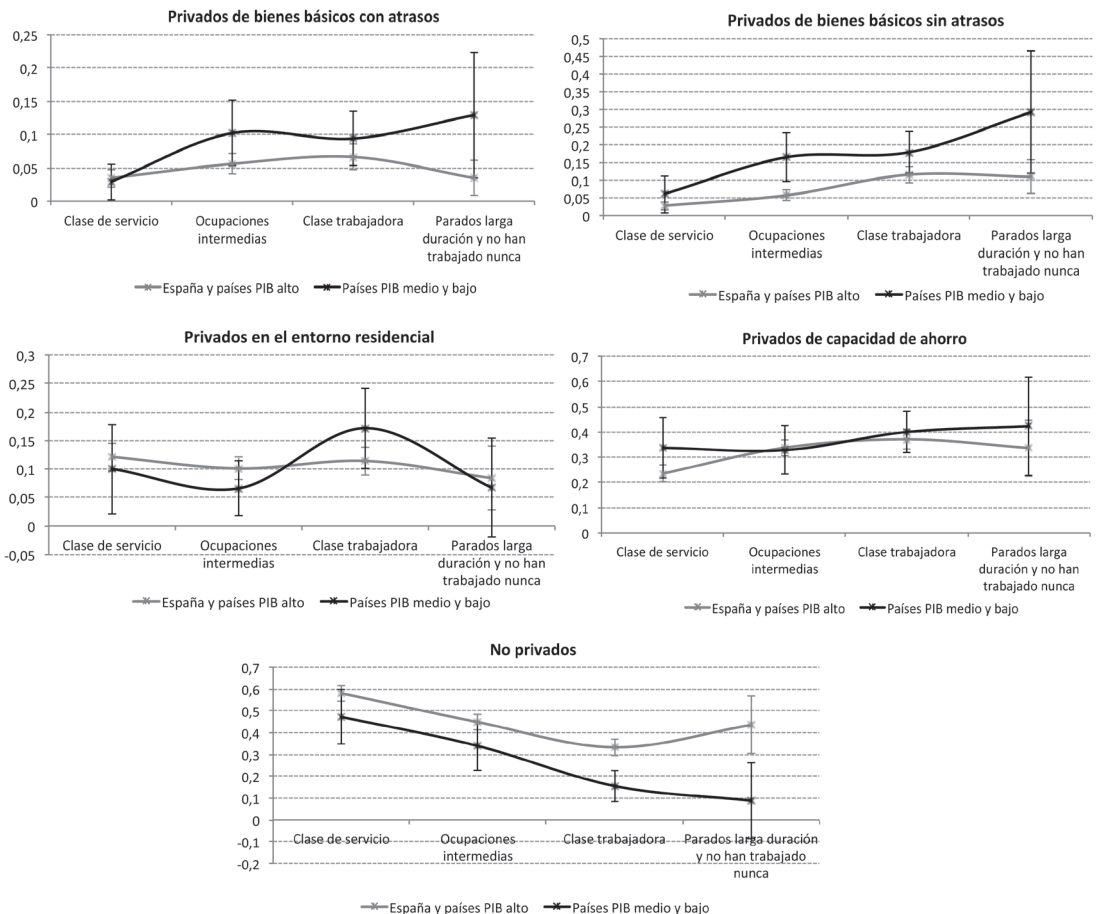 Privados de bienes básicos con atrasos
0,25
0,2
0,15
0,1
0,05
0
Clase de servicio
Ocupaciones
intermedias
Clase trabajadora
Parados larga
duración y no han
trabajado nunca
España y países PIB alto
Países PIB medio y bajo
Privados de bienes básicos sin atrasos
0,5
0,45
0,4
0,35
0,3
0,25
0,2
0,15
0,1
0,05
0
Clase de servicio
Ocupaciones
intermedias
Clase trabajadora
Parados larga
duración y no han
trabajado nunca
España y países PIB alto
Países PIB medio y bajo
Privados en el entorno residencial
0,3
0,25
0,2
0,15
0,1
0,05
0
-0,05
Clase de servicio
Ocupaciones
intermedias
Clase trabajadora
Parados larga
duración y no han
trabajado nunca
España y países PIB alto
Países PIB medio y bajo
Privados de capacidad de ahorro
0,7
0,6
0,5
0,4
0,3
0,2
0,1
0
Clase de servicio
Ocupaciones
intermedias
Clase trabajadora
Parados larga
duración y no han
trabajado nunca
España y países PIB alto
Países PIB medio y bajo
No privados
0,7
0,6
0,5
0,4
0,3
0,2
0,1
0
-0,1
-0,2
Clase de servicio
Ocupaciones
intermedias
Clase trabajadora
Parados larga duración
y no han trabajado
nunca
España y países PIB alto
Países PIB medio y bajo